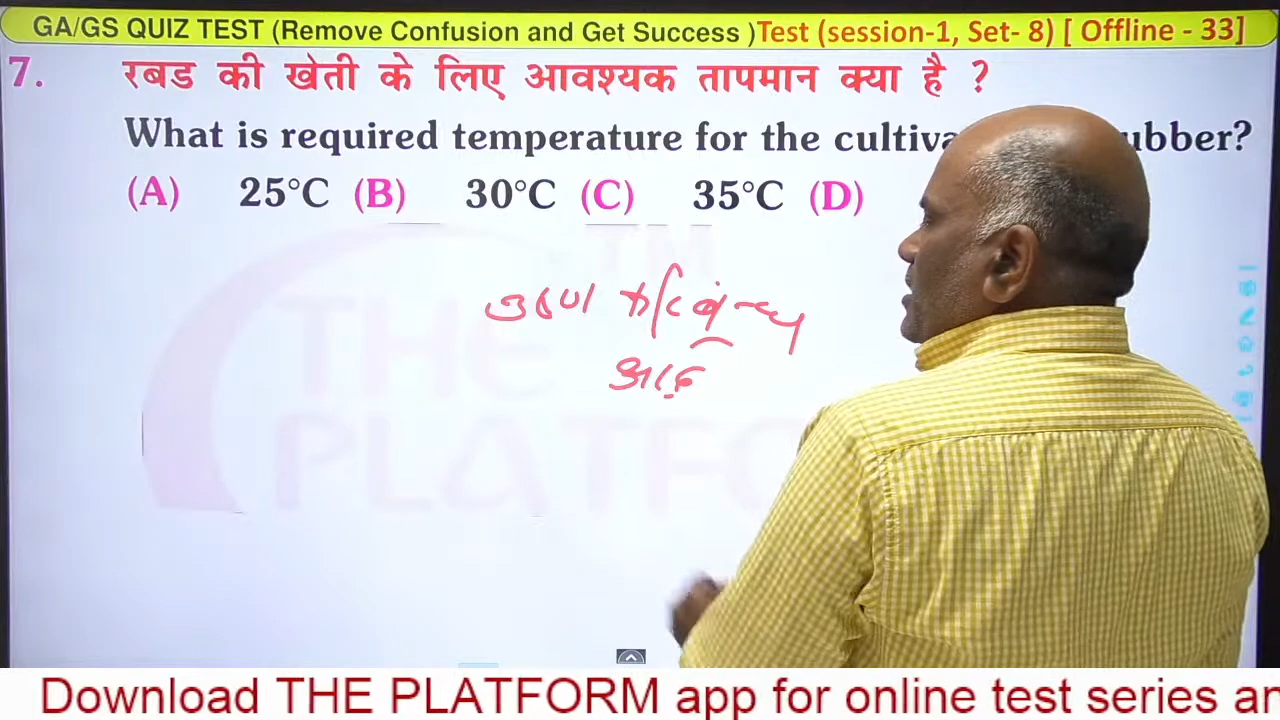 GA/GS QUIZ TEST (Remove Confusion and Get Success )Test (session-1, Set- 8) [ Offline - 33]
7. रबड की खेती के लिए आवश्यक तापमान क्या है ?
What is required temperature for the cultiva ubber?
(A) 25°C (B) 30°C (C) 35°C (D)
उष्ण कटिबंधीय
आर्द्र
THE
PLATFO
Download THE PLATFORM app for online test series an